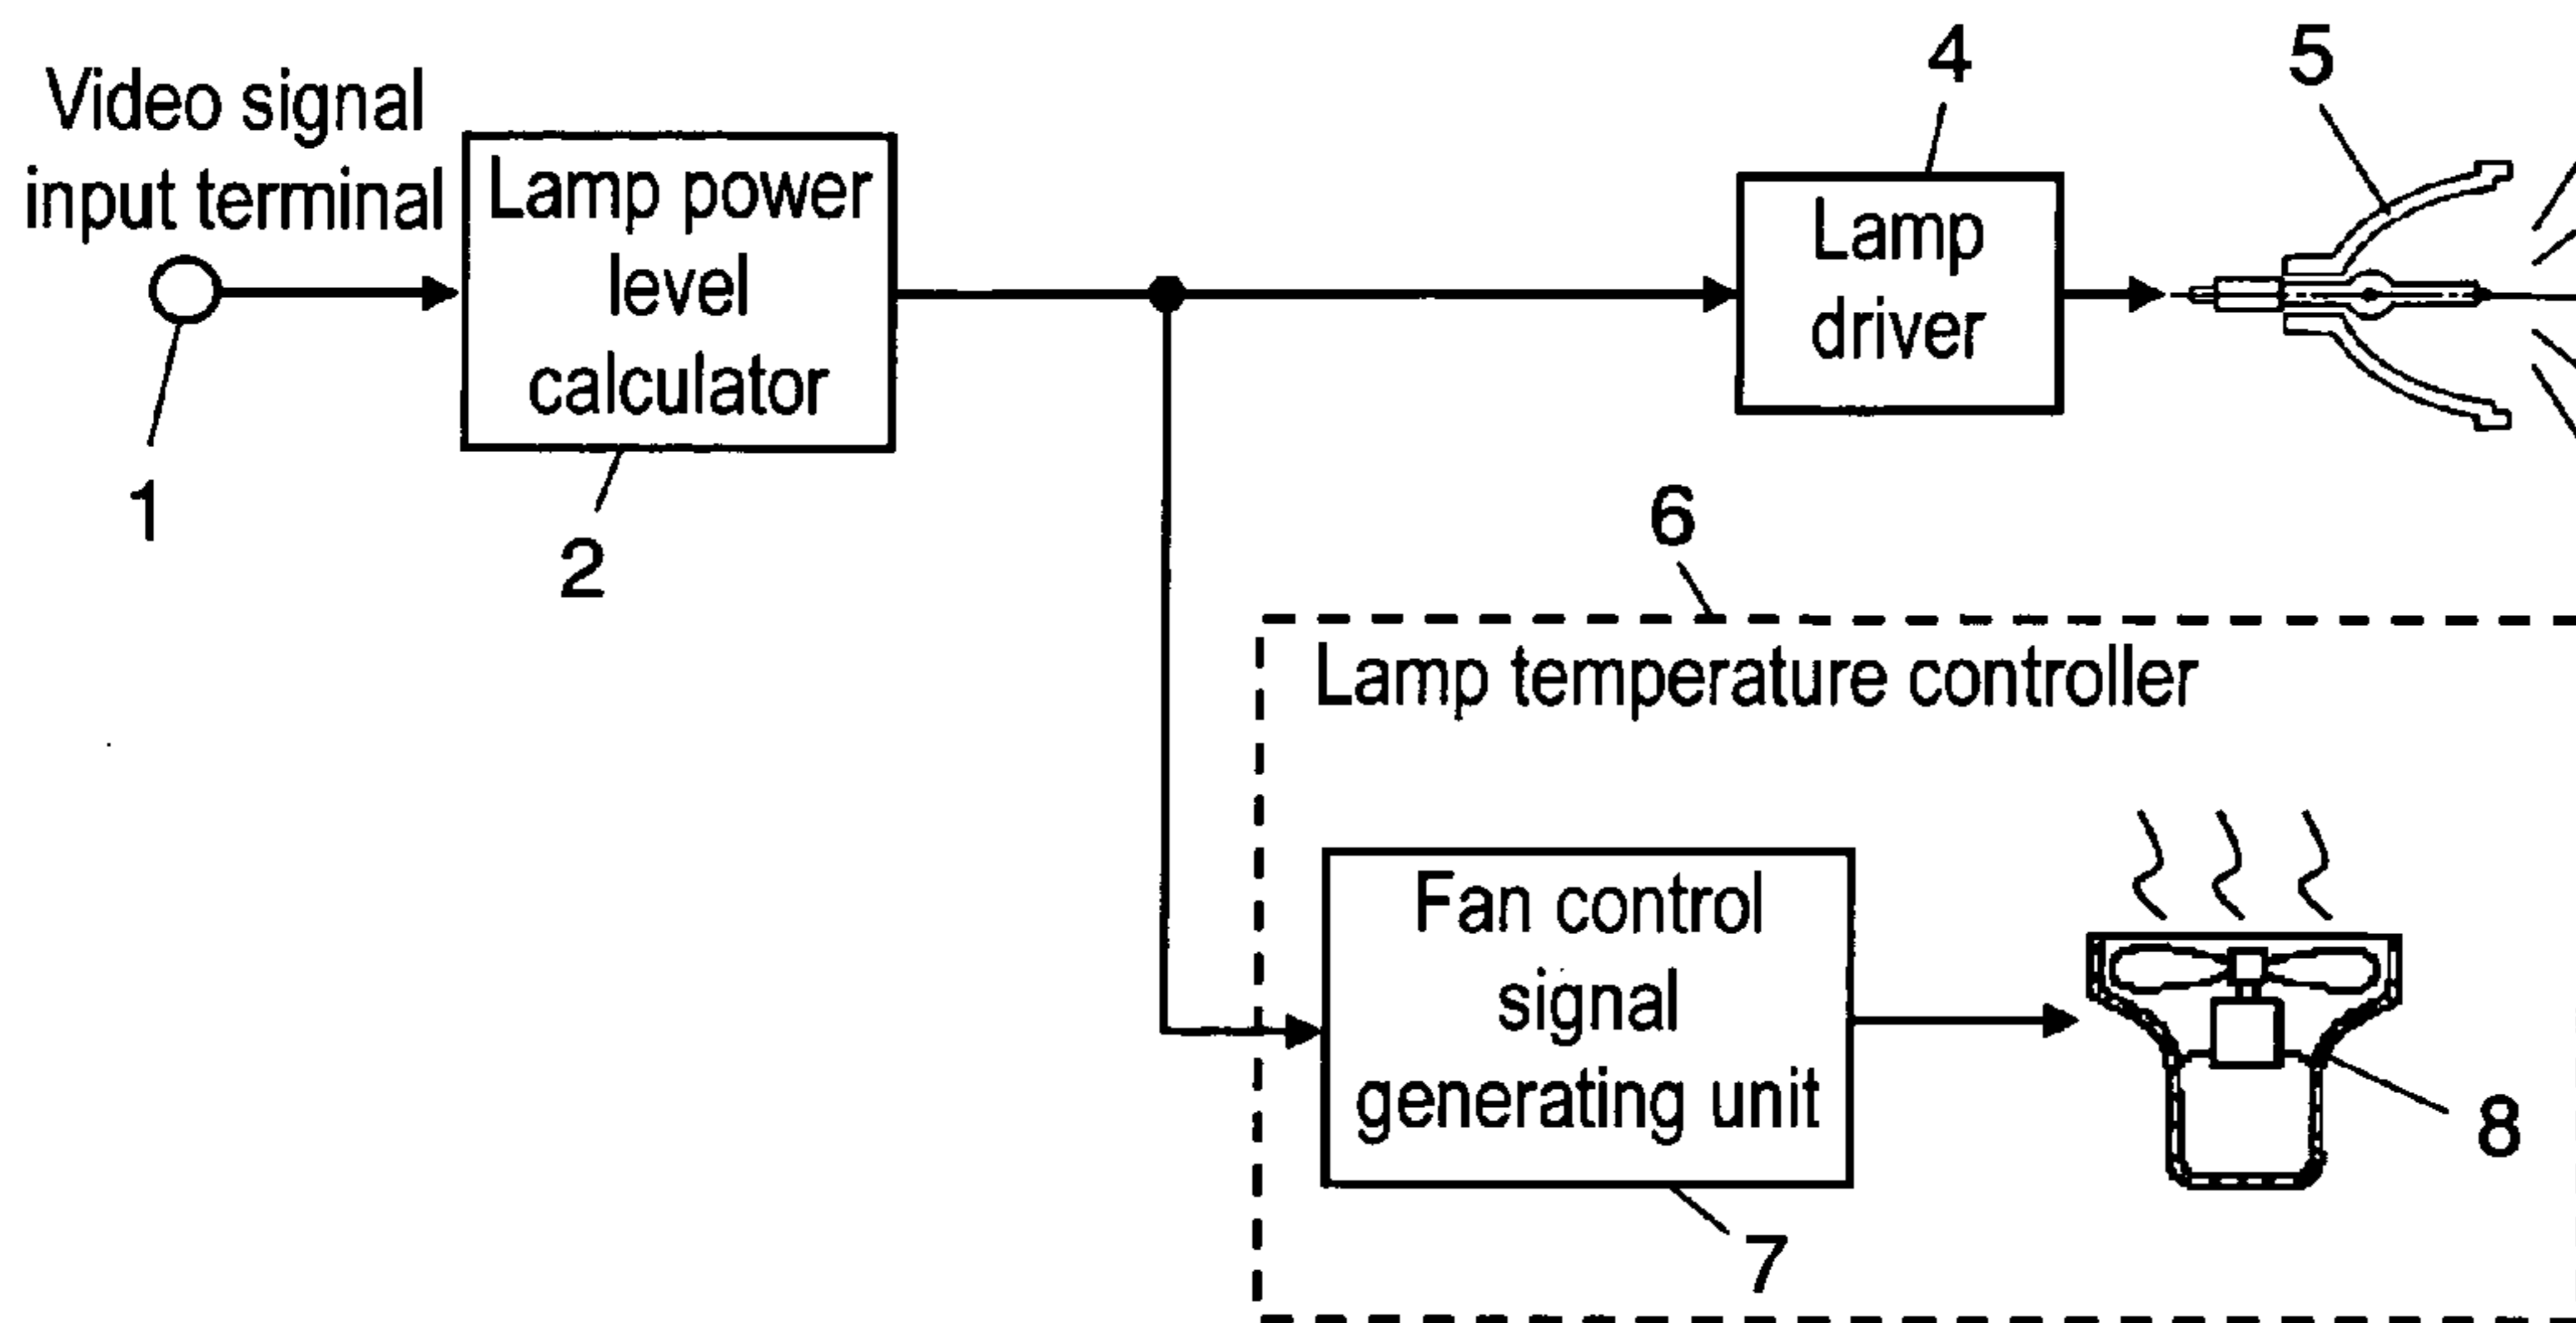 Video signal
input terminal
1
Lamp power
level
calculator
2
4
Lamp
driver
5
6
Lamp temperature controller
Fan control
signal
generating unit
7
8